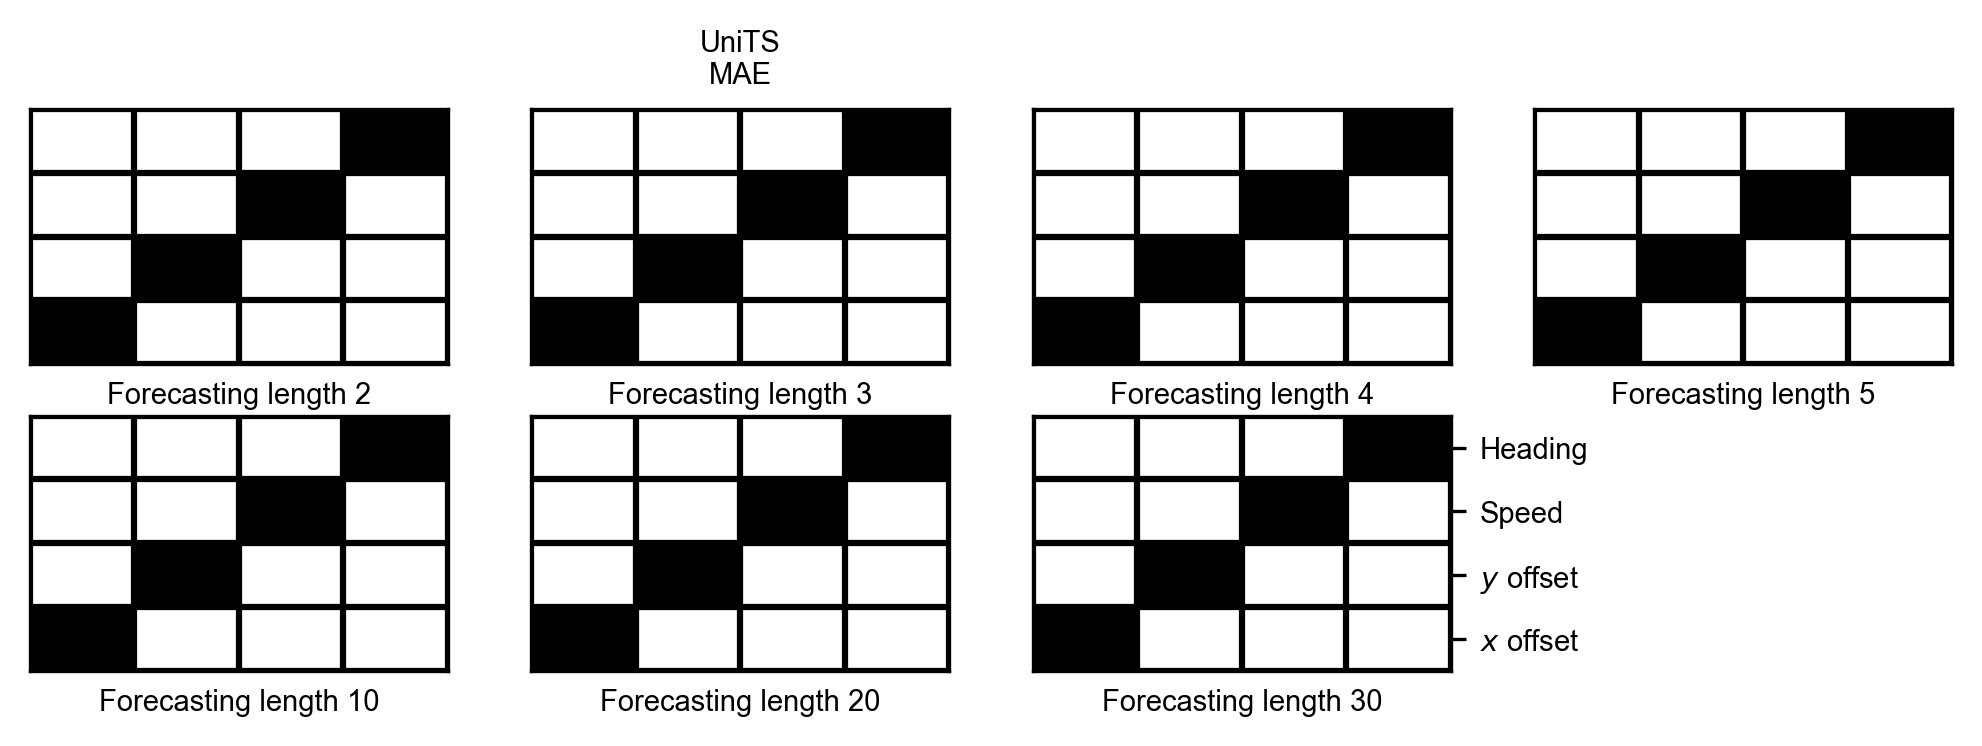 UniTS
MAE
Forecasting length 2
Forecasting length 3
Forecasting length 4
Forecasting length 5
Heading
Speed
y offset
x offset
Forecasting length 10
Forecasting length 20
Forecasting length 30